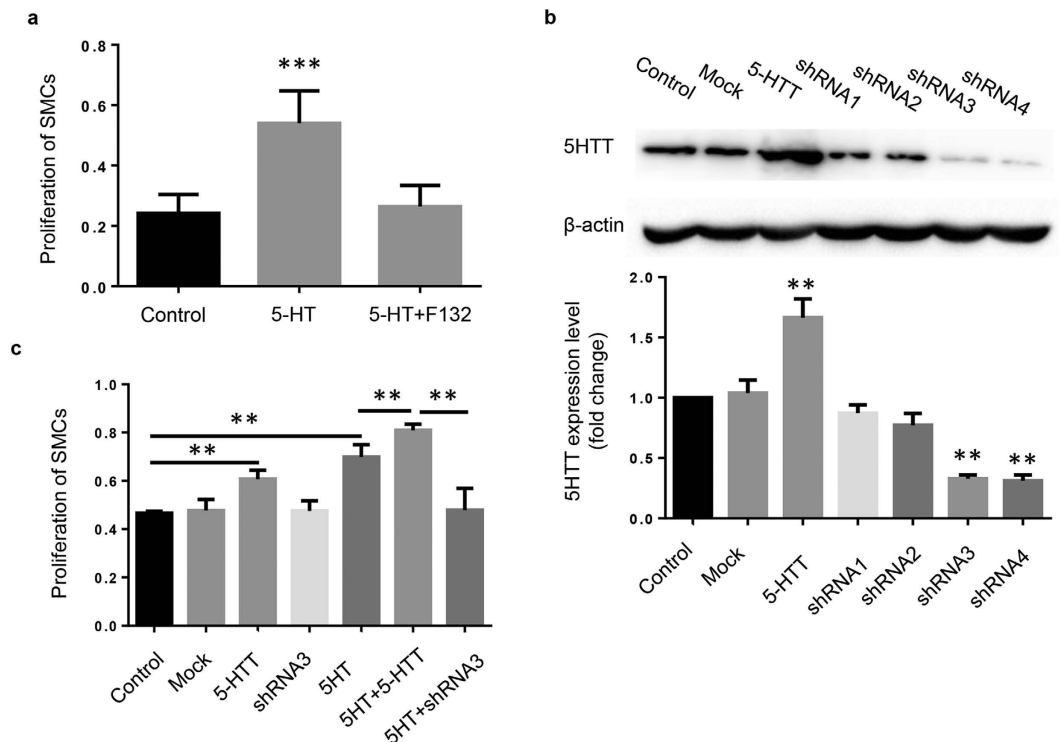 a
Proliferation of SMCs
0.8
0.6
0.4
0.2
0.0
***
Control 5-HT 5-HT+F132
b
Control Mock 5-HTT shRNA1 shRNA2 shRNA3 shRNA4
5HTT
β-actin
5HTT expression level
(fold change)
2.0
1.5
1.0
0.5
0.0
**
** **
Control Mock 5-HTT shRNA1 shRNA2 shRNA3 shRNA4
c
Proliferation of SMCs
1.0
0.8
0.6
0.4
0.2
0.0
** **
**
**
Control Mock 5-HTT shRNA3 5HT 5HT+5-HTT 5HT+shRNA3